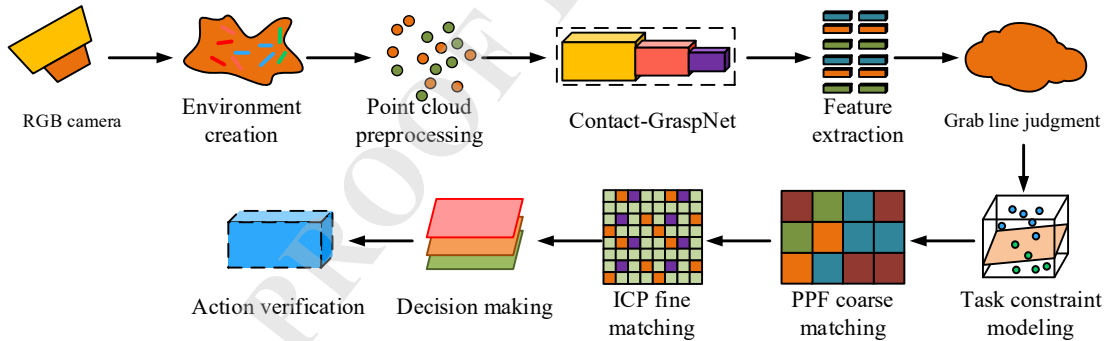 RGB camera
Environment
creation
Point cloud
preprocessing
Contact-GraspNet
Feature
extraction
Grab line judgment
Action verification
Decision making
ICP fine
matching
PPF coarse
matching
Task constraint
modeling
PROOF